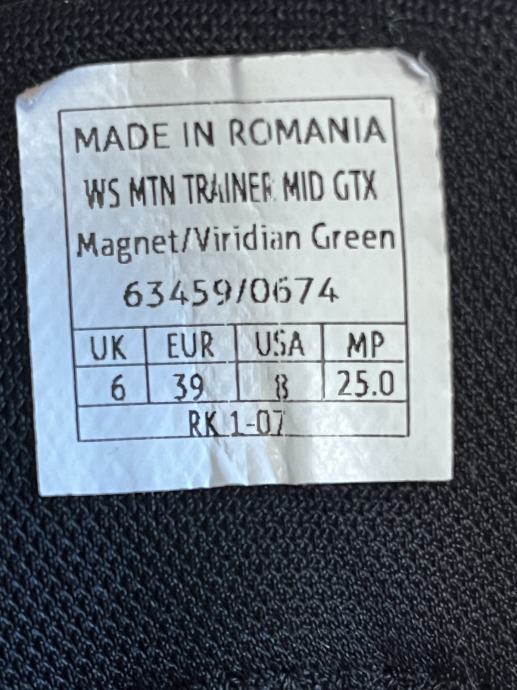 MADE IN ROMANIA
WS MTN TRAINER MID GTX
Magnet/Viridian Green
63459/0674
UK EUR USA MP
6 39 8 25.0
RK 1-07